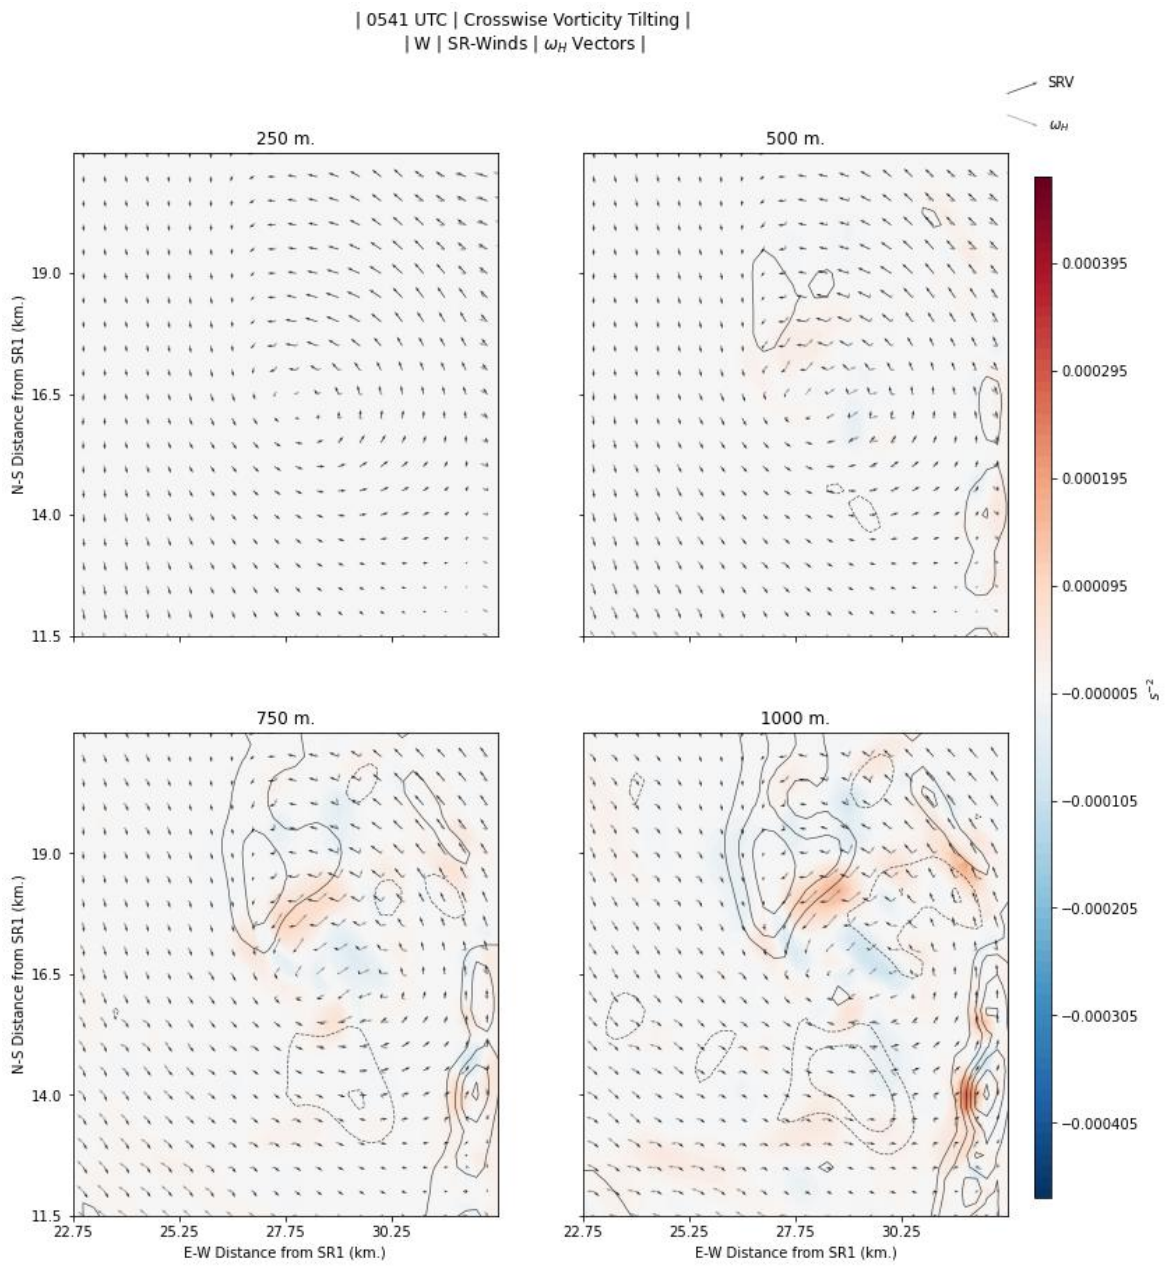 | 0541 UTC | Crosswise Vorticity Tilting |
| W | SR-Winds | ω_H Vectors |
SRV
ω_H
250 m.
500 m.
19.0
16.5
14.0
11.5
N-S Distance from SR1 (km.)
0.000395
0.000295
0.000195
0.000095
−0.000005
−0.000105
−0.000205
−0.000305
−0.000405
s⁻²
750 m.
1000 m.
19.0
16.5
14.0
11.5
N-S Distance from SR1 (km.)
22.75 25.25 27.75 30.25
22.75 25.25 27.75 30.25
E-W Distance from SR1 (km.)
E-W Distance from SR1 (km.)